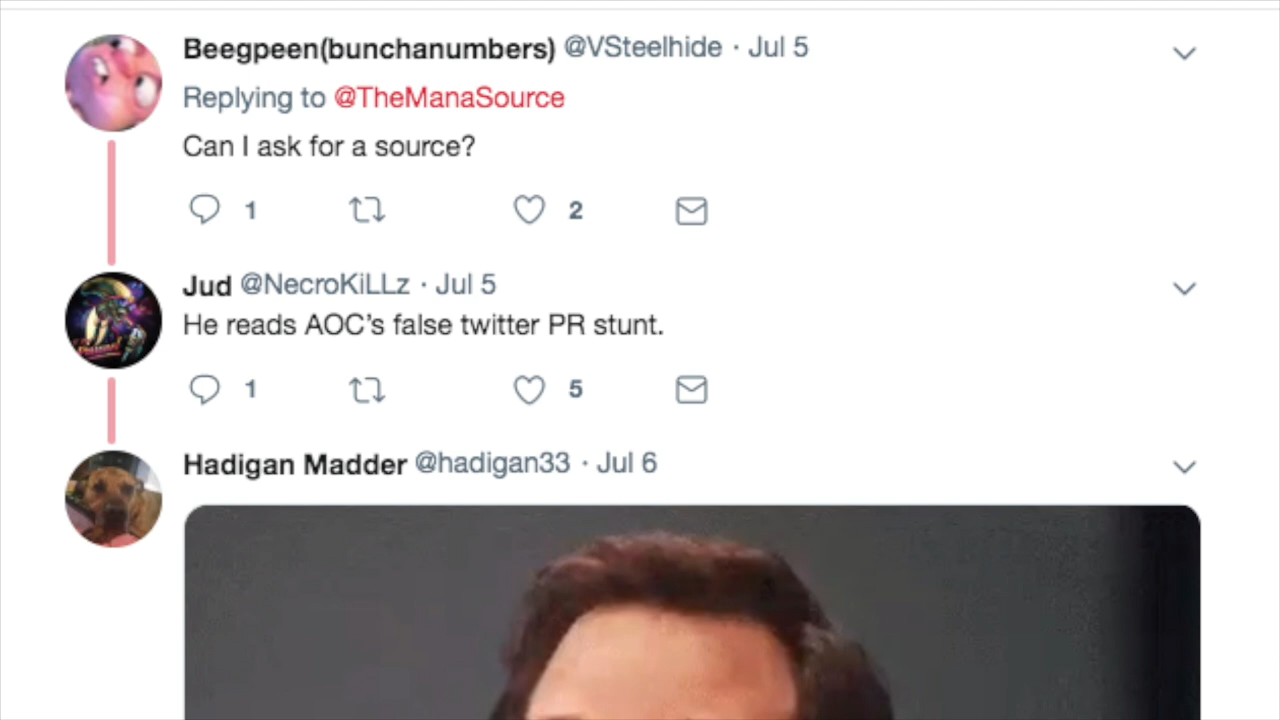 Beegpeen(bunchanumbers) @VSteelhide · Jul 5
Replying to @TheManaSource
Can I ask for a source?
1 2
Jud @NecroKiLLz · Jul 5
He reads AOC's false twitter PR stunt.
1 5
Hadigan Madder @hadigan33 · Jul 6